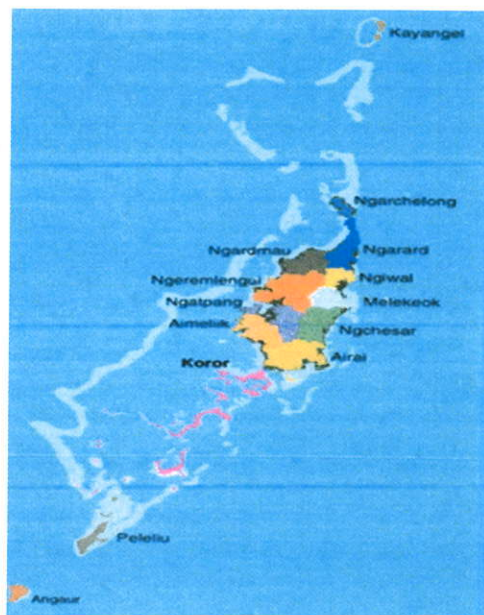 Kayangel
Ngarchelong
Ngardmau
Ngarard
Ngeremlengui
Ngiwal
Ngatpang
Melekeok
Aimeliik
Ngchesar
Koror
Airai
Peleliu
Angaur